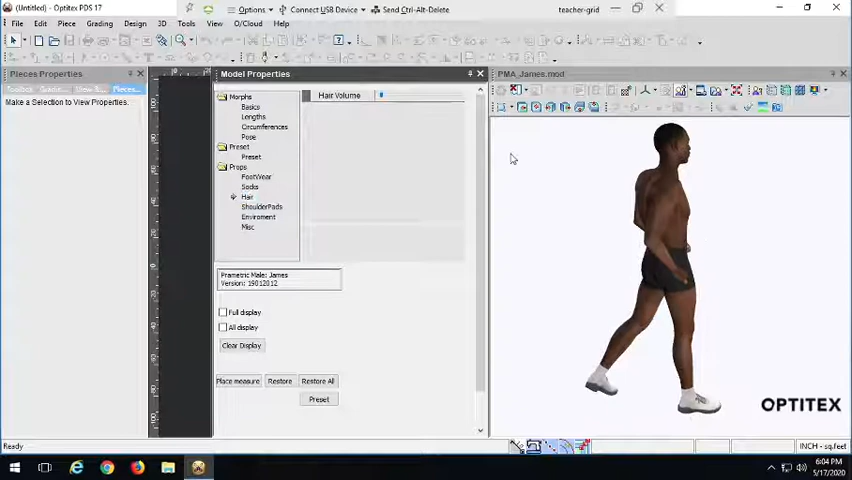 (Untitled) - Optitex PDS 17
Options
Connect USB Device
Send Ctrl-Alt-Delete
teacher-grid
File Edit Piece Grading Design 3D Tools View O/Cloud Help
Pieces Properties
Model Properties
PMA_James.mod
Pieces...
Make a Selection to View Properties.
Morphs
Basics
Lengths
Circumferences
Pose
Preset
Preset
Props
FootWear
Socks
Hair
ShoulderPads
Enviroment
Misc
Hair Volume
Prametric Male: James
Version: 19012012
Full display
All display
Clear Display
Place measure Restore Restore All
Preset
OPTITEX
Ready
INCH - sq.feet
6:04 PM
5/17/2020